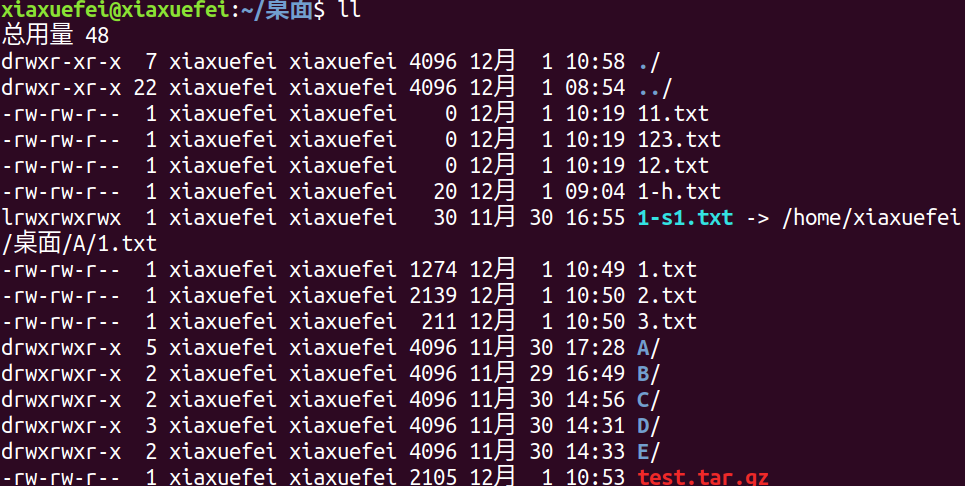 xiaxuefei@xiaxuefei:~/桌面$ ll
总用量 48
drwxr-xr-x  7 xiaxuefei xiaxuefei 4096 12月  1 10:58 ./
drwxr-xr-x 22 xiaxuefei xiaxuefei 4096 12月  1 08:54 ../
-rw-rw-r--  1 xiaxuefei xiaxuefei    0 12月  1 10:19 11.txt
-rw-rw-r--  1 xiaxuefei xiaxuefei    0 12月  1 10:19 123.txt
-rw-rw-r--  1 xiaxuefei xiaxuefei    0 12月  1 10:19 12.txt
-rw-rw-r--  1 xiaxuefei xiaxuefei   20 12月  1 09:04 1-h.txt
lrwxrwxrwx  1 xiaxuefei xiaxuefei   30 11月 30 16:55 1-s1.txt -> /home/xiaxuefei
/桌面/A/1.txt
-rw-rw-r--  1 xiaxuefei xiaxuefei 1274 12月  1 10:49 1.txt
-rw-rw-r--  1 xiaxuefei xiaxuefei 2139 12月  1 10:50 2.txt
-rw-rw-r--  1 xiaxuefei xiaxuefei  211 12月  1 10:50 3.txt
drwxrwxr-x  5 xiaxuefei xiaxuefei 4096 11月 30 17:28 A/
drwxrwxr-x  2 xiaxuefei xiaxuefei 4096 11月 29 16:49 B/
drwxrwxr-x  2 xiaxuefei xiaxuefei 4096 11月 30 14:56 C/
drwxrwxr-x  3 xiaxuefei xiaxuefei 4096 11月 30 14:31 D/
drwxrwxr-x  2 xiaxuefei xiaxuefei 4096 11月 30 14:33 E/
-rw-rw-r--  1 xiaxuefei xiaxuefei 2105 12月  1 10:53 test.tar.gz